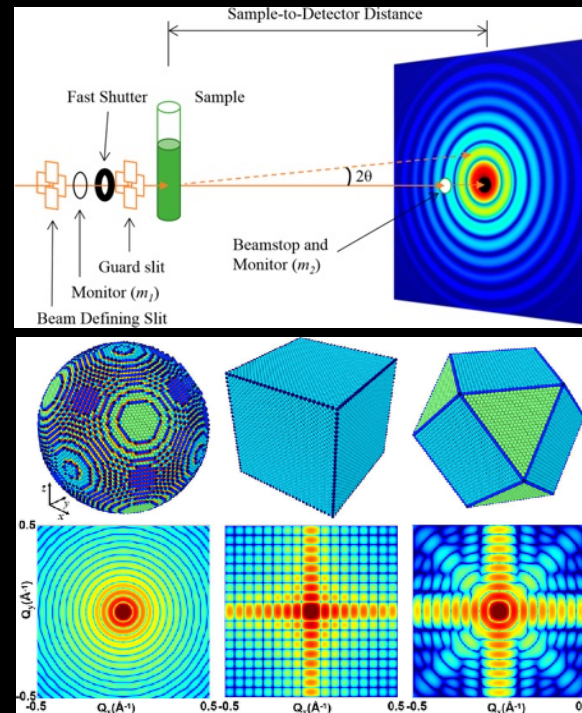 Sample-to-Detector Distance
Fast Shutter
Sample
2θ
Guard slit
Monitor (m1)
Beam Defining Slit
Beamstop and
Monitor (m2)
z
y
x
0.5
Qy(Å-1)
-0.5
-0.5
Qx(Å-1)
0.5
-0.5
Qx(Å-1)
0.5
-0.5
Qx(Å-1)